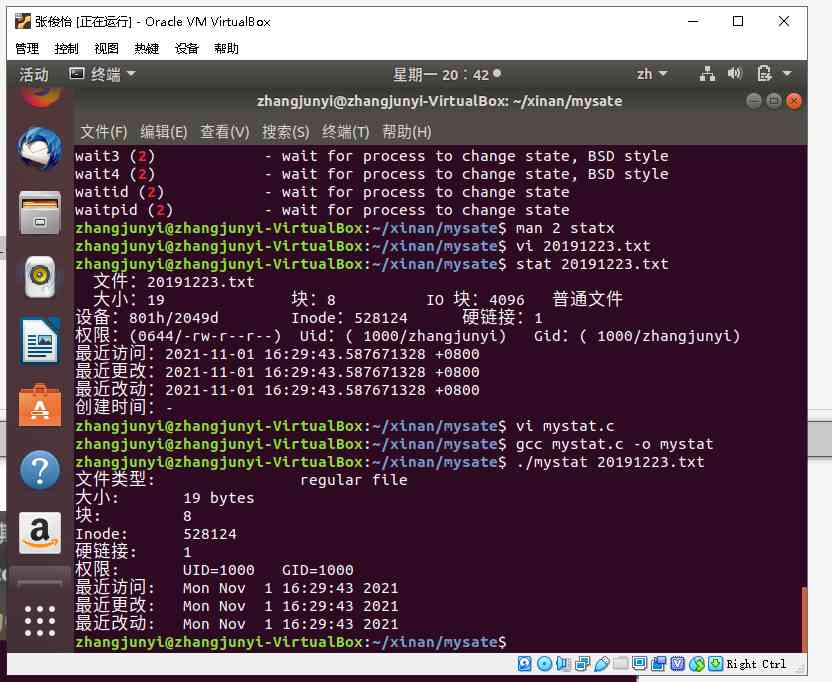 张俊怡 [正在运行] - Oracle VM VirtualBox
管理 控制 视图 热键 设备 帮助
活动 终端 星期一 20：42 zh
zhangjunyi@zhangjunyi-VirtualBox: ~/xinan/mysate
文件(F) 编辑(E) 查看(V) 搜索(S) 终端(T) 帮助(H)
wait3 (2) - wait for process to change state, BSD style
wait4 (2) - wait for process to change state, BSD style
waitid (2) - wait for process to change state
waitpid (2) - wait for process to change state
zhangjunyi@zhangjunyi-VirtualBox:~/xinan/mysate$ man 2 statx
zhangjunyi@zhangjunyi-VirtualBox:~/xinan/mysate$ vi 20191223.txt
zhangjunyi@zhangjunyi-VirtualBox:~/xinan/mysate$ stat 20191223.txt
文件：20191223.txt
大小：19 块：8 IO 块：4096 普通文件
设备：801h/2049d Inode：528124 硬链接：1
权限：(0644/-rw-r--r--) Uid：( 1000/zhangjunyi) Gid：( 1000/zhangjunyi)
最近访问：2021-11-01 16:29:43.587671328 +0800
最近更改：2021-11-01 16:29:43.587671328 +0800
最近改动：2021-11-01 16:29:43.587671328 +0800
创建时间：-
zhangjunyi@zhangjunyi-VirtualBox:~/xinan/mysate$ vi mystat.c
zhangjunyi@zhangjunyi-VirtualBox:~/xinan/mysate$ gcc mystat.c -o mystat
zhangjunyi@zhangjunyi-VirtualBox:~/xinan/mysate$ ./mystat 20191223.txt
文件类型: regular file
大小: 19 bytes
块: 8
Inode: 528124
硬链接: 1
权限: UID=1000 GID=1000
最近访问: Mon Nov 1 16:29:43 2021
最近更改: Mon Nov 1 16:29:43 2021
最近改动: Mon Nov 1 16:29:43 2021
zhangjunyi@zhangjunyi-VirtualBox:~/xinan/mysate$
Right Ctrl